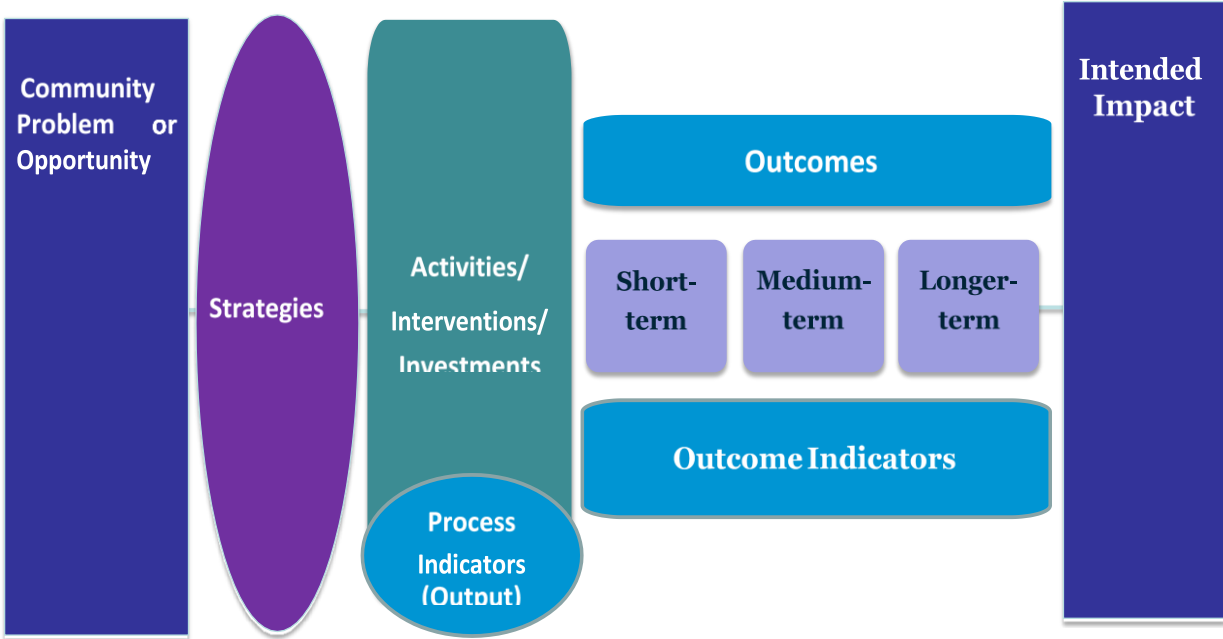 Community
Problem or
Opportunity
Strategies
Activities/
Interventions/
Investments
Process
Indicators
(Output)
Outcomes
Short-
term
Medium-
term
Longer-
term
Outcome Indicators
Intended
Impact